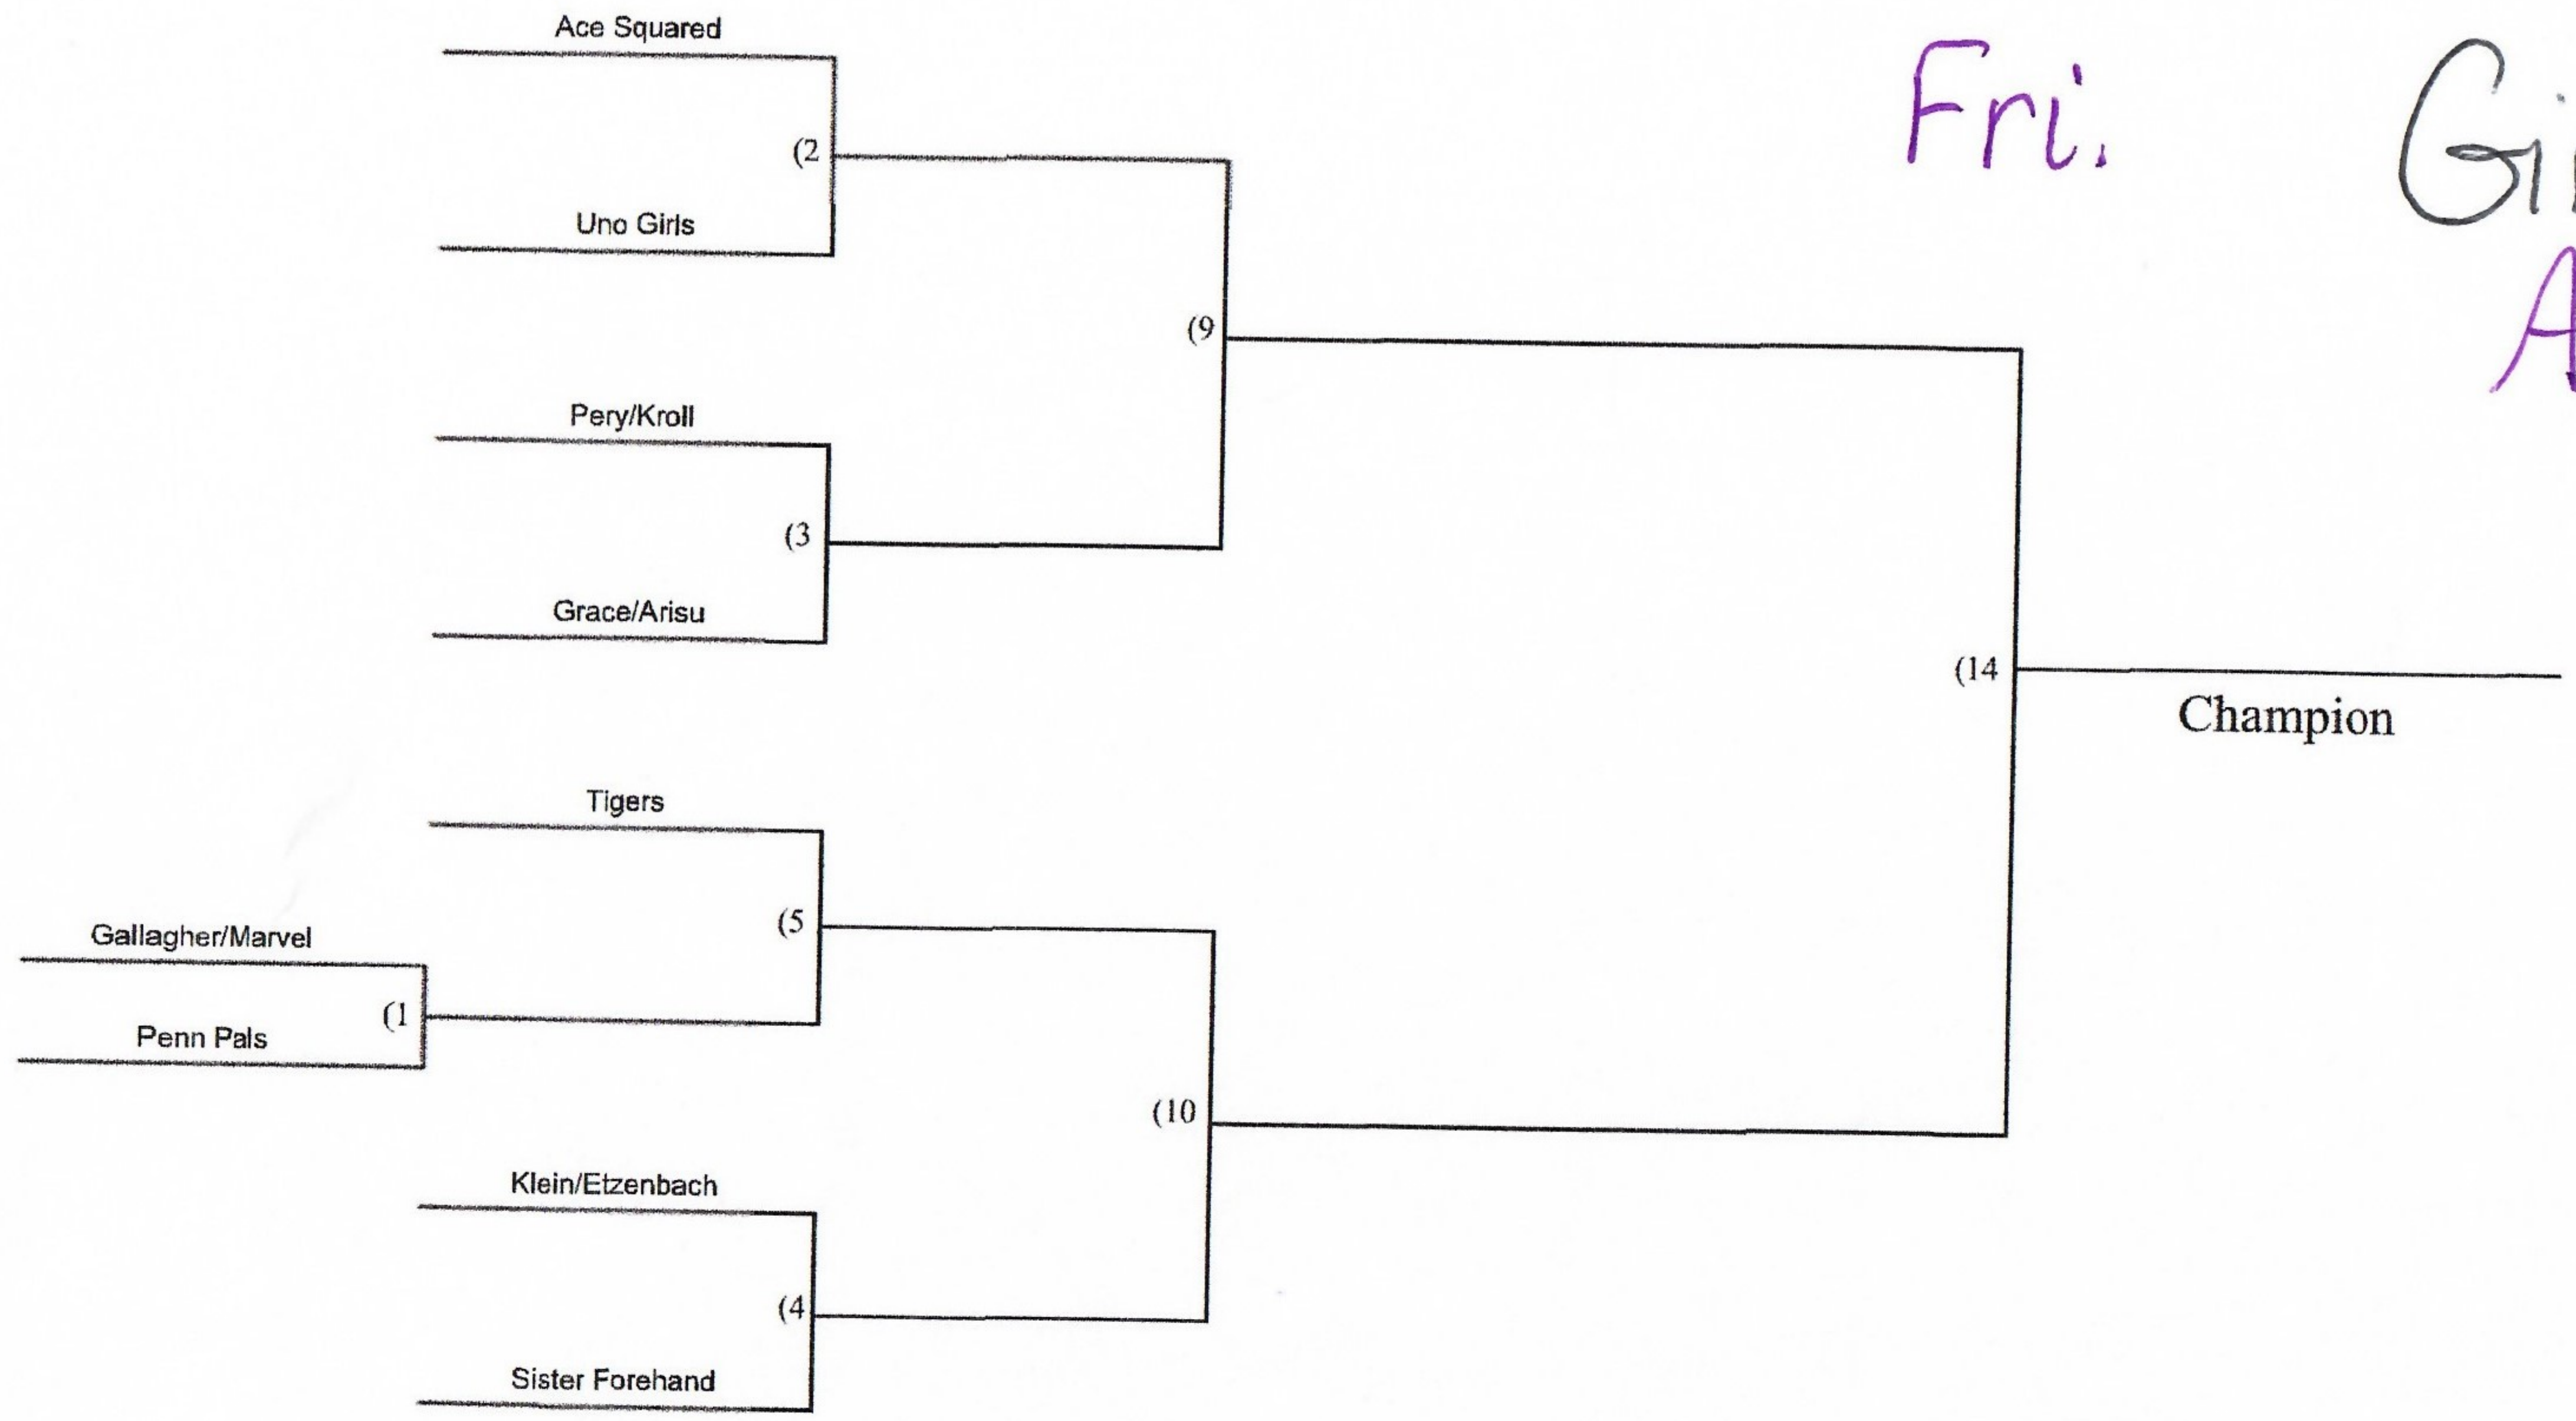 Ace Squared
Fri.
(2
Uno Girls
(9
Pery/Kroll
(3
Grace/Arisu
(14
Champion
Tigers
(5
Gallagher/Marvel
(1
Penn Pals
(10
Klein/Etzenbach
(4
Sister Forehand